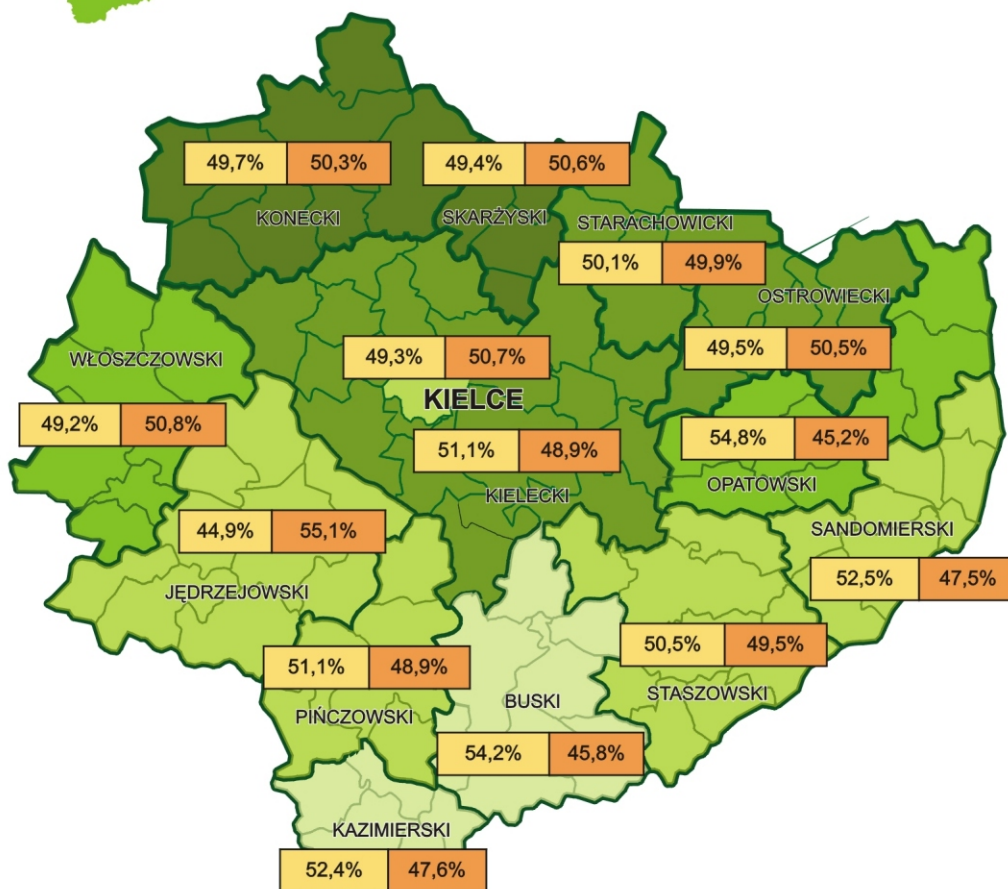 49,7% 50,3%
KONECKI
49,4% 50,6%
SKARŻYSKI
STARACHOWICKI
50,1% 49,9%
OSTROWIECKI
49,5% 50,5%
WŁOSZCZOWSKI
49,2% 50,8%
49,3% 50,7%
KIELCE
51,1% 48,9%
KIELECKI
54,8% 45,2%
OPATOWSKI
SANDOMIERSKI
52,5% 47,5%
44,9% 55,1%
JĘDRZEJOWSKI
51,1% 48,9%
PIŃCZOWSKI
BUSKI
54,2% 45,8%
50,5% 49,5%
STASZOWSKI
KAZIMIERSKI
52,4% 47,6%